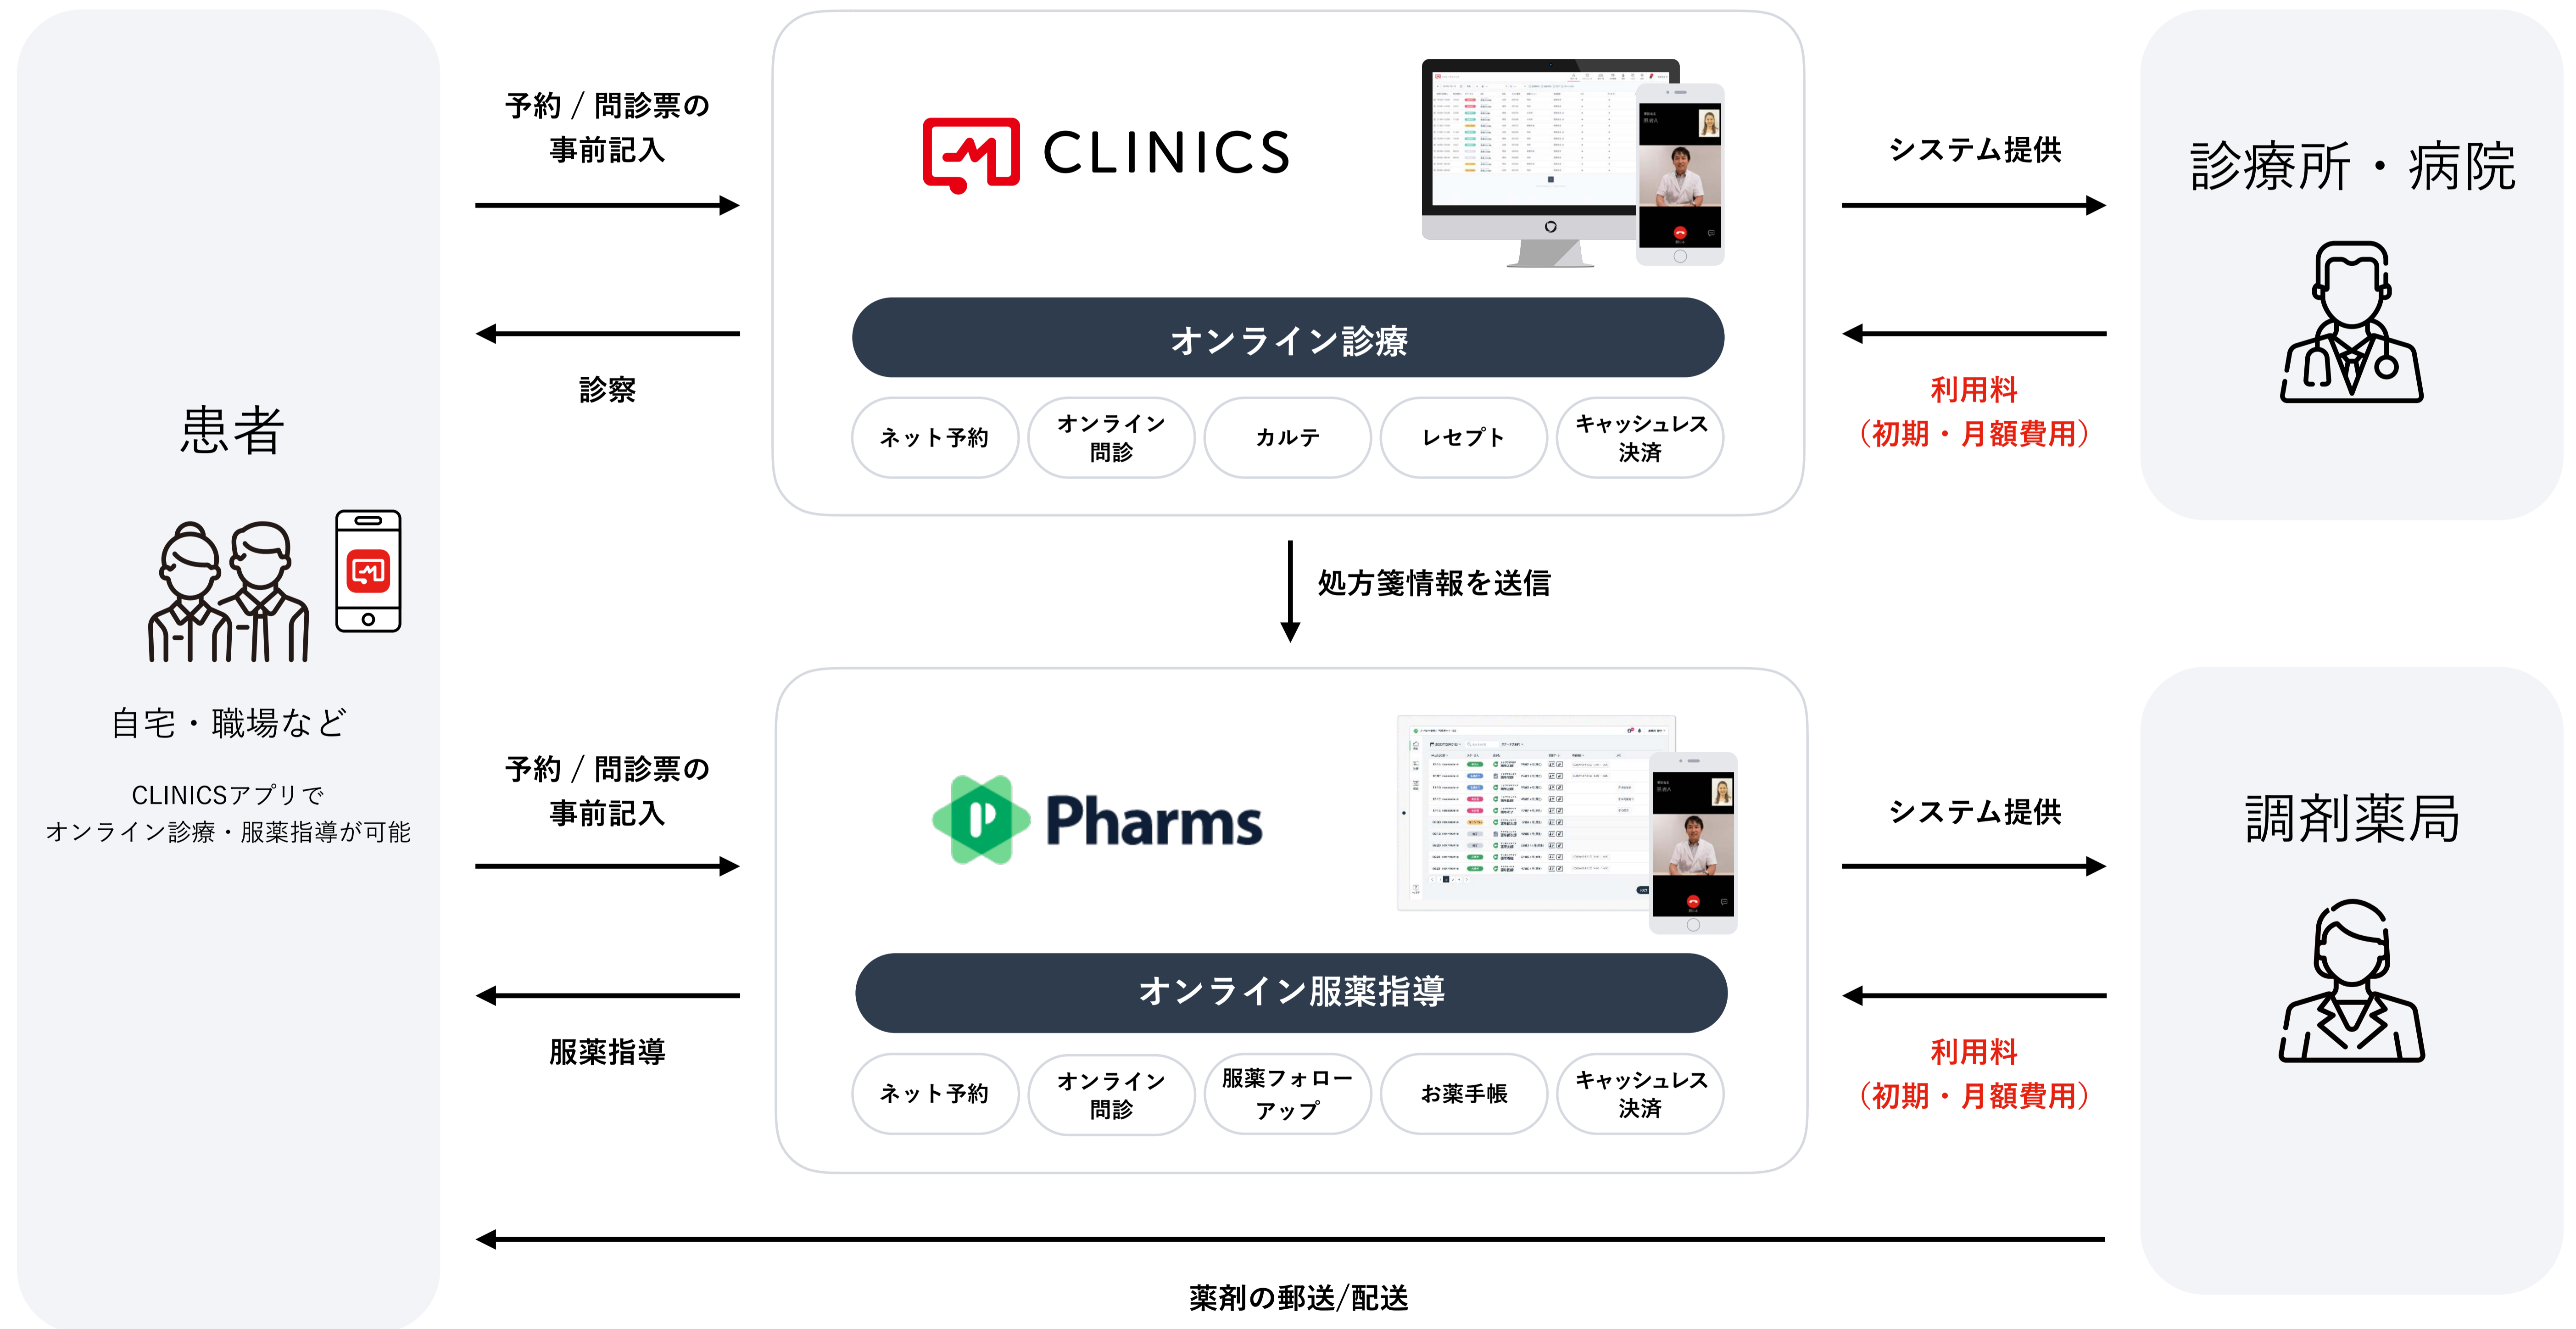 患者
自宅・職場など
CLINICSアプリで
オンライン診療・服薬指導が可能
予約 / 問診票の
事前記入
診察
CLINICS
オンライン診療
ネット予約
オンライン
問診
カルテ
レセプト
キャッシュレス
決済
システム提供
利用料
（初期・月額費用）
診療所・病院
処方箋情報を送信
予約 / 問診票の
事前記入
服薬指導
Pharms
オンライン服薬指導
ネット予約
オンライン
問診
服薬フォロー
アップ
お薬手帳
キャッシュレス
決済
システム提供
利用料
（初期・月額費用）
調剤薬局
薬剤の郵送/配送